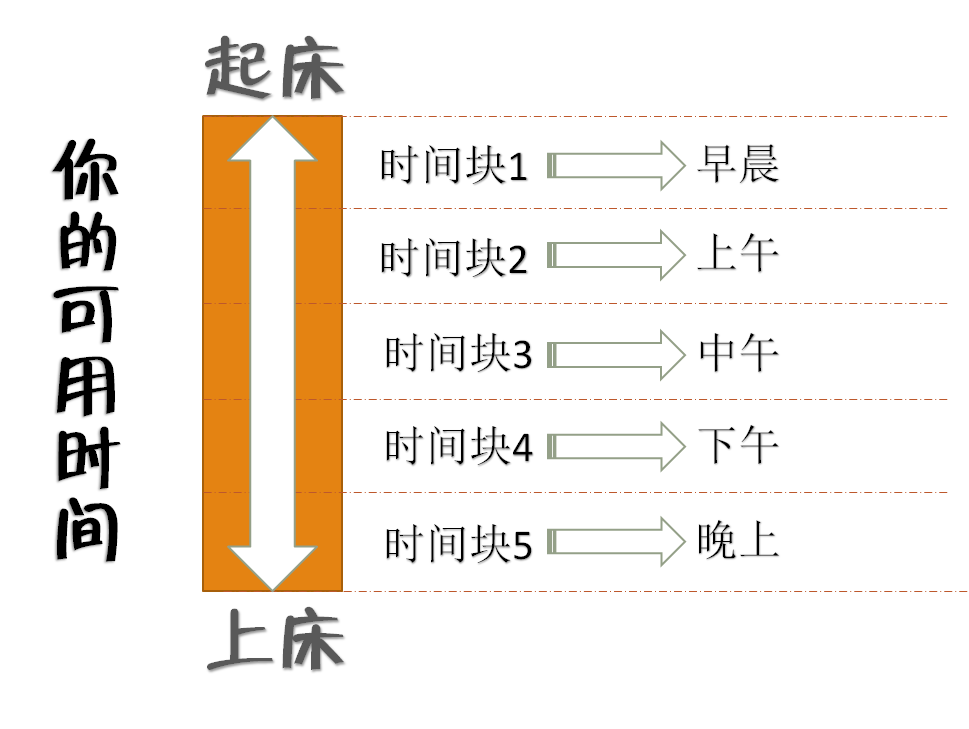 起床
你的可用时间
时间块1 早晨
时间块2 上午
时间块3 中午
时间块4 下午
时间块5 晚上
上床